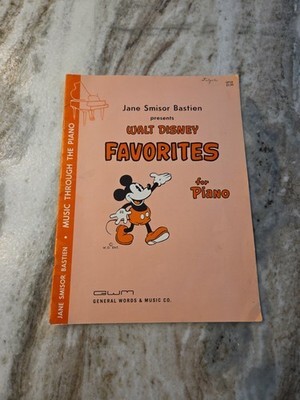 Jane Smisor Bastien
presents
WALT DISNEY
FAVORITES
for Piano
GWM
GENERAL WORDS & MUSIC CO.
JANE SMISOR BASTIEN • MUSIC THROUGH THE PIANO